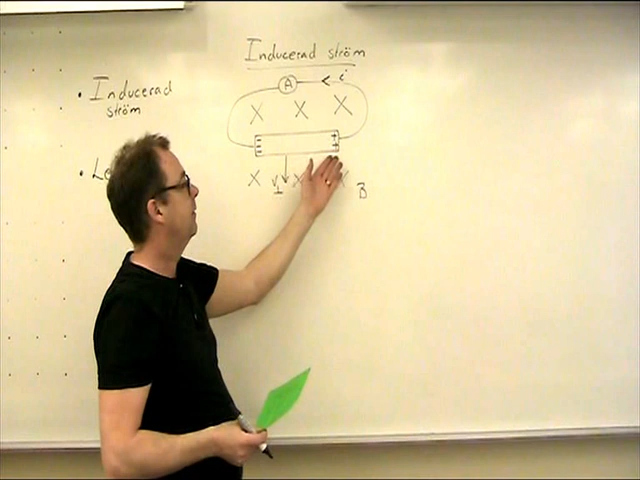 Inducerad ström
• Inducerad
ström
A
i
X X X
X X X
B